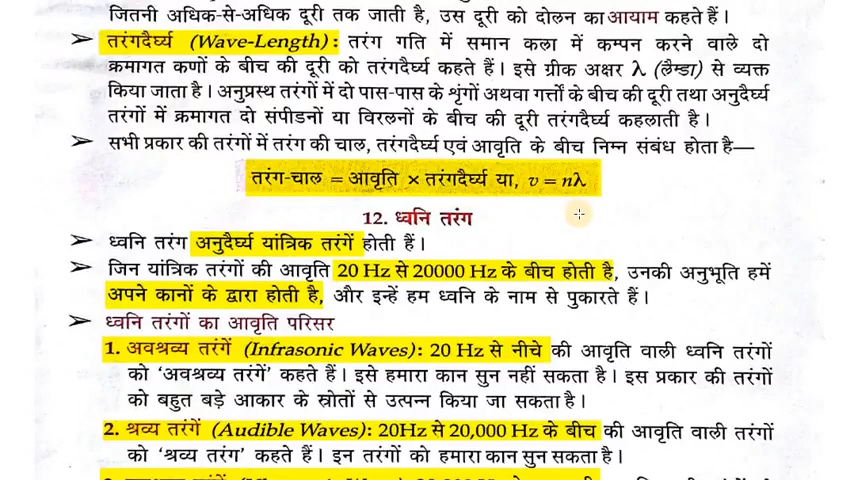 जितनी अधिक-से-अधिक दूरी तक जाती है, उस दूरी को दोलन का आयाम कहते हैं।
➤ तरंगदैर्घ्य (Wave-Length): तरंग गति में समान कला में कम्पन करने वाले दो
क्रमागत कणों के बीच की दूरी को तरंगदैर्घ्य कहते हैं। इसे ग्रीक अक्षर λ (लैम्डा) से व्यक्त
किया जाता है। अनुप्रस्थ तरंगों में दो पास-पास के शृंगों अथवा गर्त्तों के बीच की दूरी तथा अनुदैर्घ्य
तरंगों में क्रमागत दो संपीडनों या विरलनों के बीच की दूरी तरंगदैर्घ्य कहलाती है।
➤ सभी प्रकार की तरंगों में तरंग की चाल, तरंगदैर्घ्य एवं आवृति के बीच निम्न संबंध होता है—
तरंग-चाल = आवृति × तरंगदैर्घ्य या, v = nλ
12. ध्वनि तरंग
➤ ध्वनि तरंग अनुदैर्घ्य यांत्रिक तरंगें होती हैं।
➤ जिन यांत्रिक तरंगों की आवृति 20 Hz से 20000 Hz के बीच होती है, उनकी अनुभूति हमें
अपने कानों के द्वारा होती है, और इन्हें हम ध्वनि के नाम से पुकारते हैं।
➤ ध्वनि तरंगों का आवृति परिसर
1. अवश्रव्य तरंगें (Infrasonic Waves): 20 Hz से नीचे की आवृति वाली ध्वनि तरंगों
को ‘अवश्रव्य तरंगें’ कहते हैं। इसे हमारा कान सुन नहीं सकता है। इस प्रकार की तरंगों
को बहुत बड़े आकार के स्रोतों से उत्पन्न किया जा सकता है।
2. श्रव्य तरंगें (Audible Waves): 20Hz से 20,000 Hz के बीच की आवृति वाली तरंगों
को ‘श्रव्य तरंग’ कहते हैं। इन तरंगों को हमारा कान सुन सकता है।